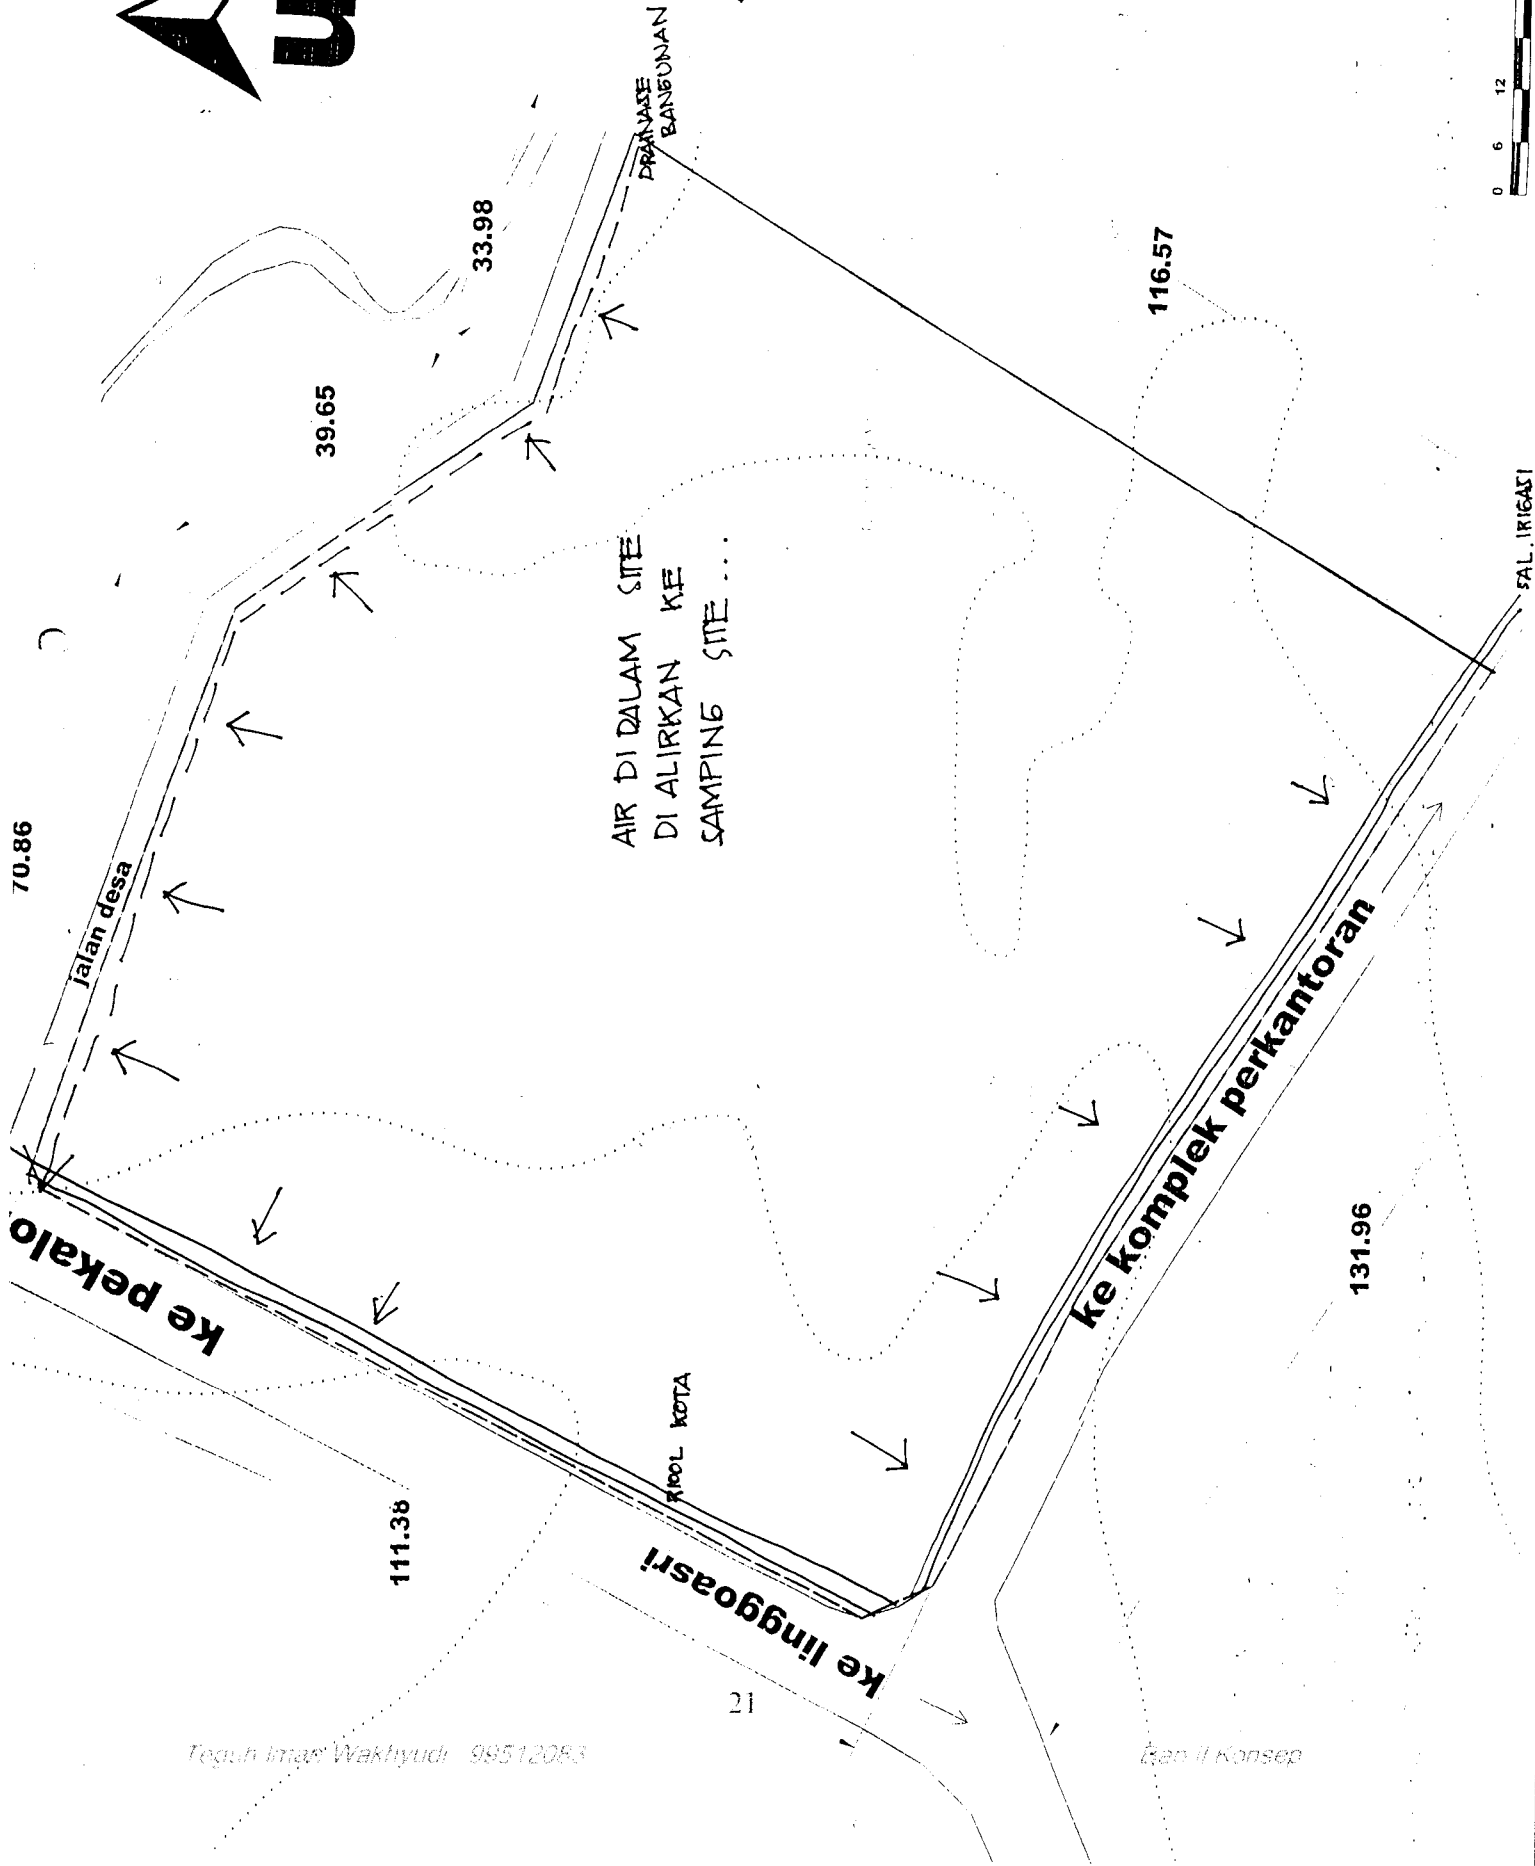 u
DRAINASE
BANGUNAN
0 6 12
33.98
116.57
39.65
SAL. IRIGASI
AIR DI DALAM SITE
DI ALIRKAN KE
SAMPING SITE...
70.86
jalan desa
ke komplek perkantoran
ke pekalo
131.96
RIOOL KOTA
111.38
ke linggoasri
21
Teguh Iman Wakhyudi 99512083
Bab II Konsep